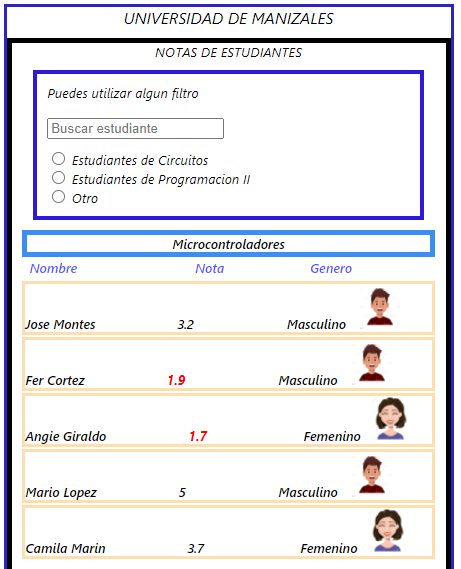 UNIVERSIDAD DE MANIZALES
NOTAS DE ESTUDIANTES
Puedes utilizar algun filtro
Buscar estudiante
Estudiantes de Circuitos
Estudiantes de Programacion II
Otro
Microcontroladores
Nombre Nota Genero
Jose Montes 3.2 Masculino
Fer Cortez 1.9 Masculino
Angie Giraldo 1.7 Femenino
Mario Lopez 5 Masculino
Camila Marin 3.7 Femenino